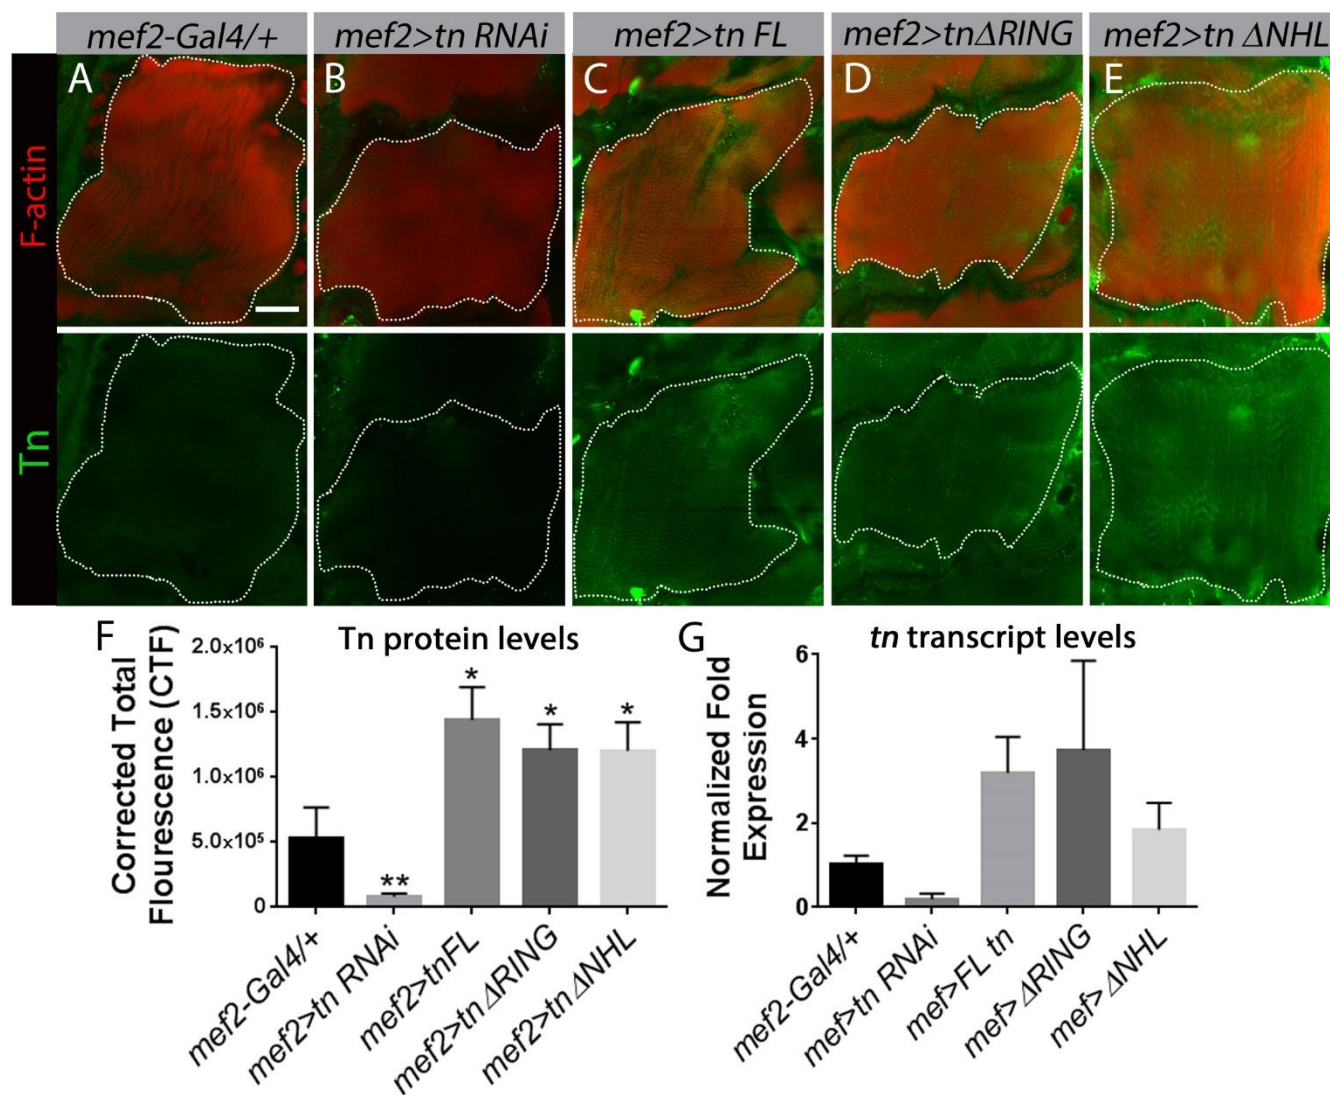 mef2-Gal4/+ mef2>tn RNAi mef2>tn FL mef2>tnΔRING mef2>tn ΔNHL
A B C D E
F-actin
Tn
F Tn protein levels
Corrected Total
Flourescence (CTF)
2.0x10⁶
1.5x10⁶
1.0x10⁶
5.0x10⁵
0
* * *
**
mef2-Gal4/+
mef2>tn RNAi
mef2>tnFL
mef2>tn ΔRING
mef2>tn ΔNHL
G tn transcript levels
Normalized Fold
Expression
6
4
2
0
mef2-Gal4/+
mef>tn RNAi
mef>FL tn
mef> ΔRING
mef> ΔNHL